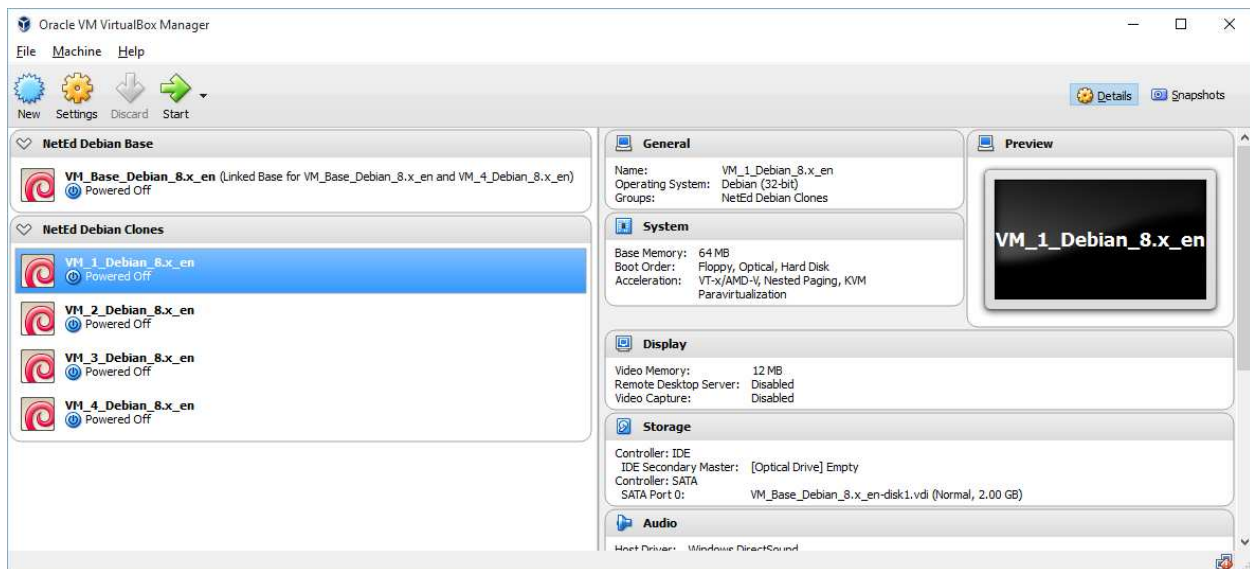 Oracle VM VirtualBox Manager
File Machine Help
New Settings Discard Start
Details Snapshots
NetEd Debian Base
VM_Base_Debian_8.x_en (Linked Base for VM_Base_Debian_8.x_en and VM_4_Debian_8.x_en)
Powered Off
NetEd Debian Clones
VM_1_Debian_8.x_en
Powered Off
VM_2_Debian_8.x_en
Powered Off
VM_3_Debian_8.x_en
Powered Off
VM_4_Debian_8.x_en
Powered Off
General
Name: VM_1_Debian_8.x_en
Operating System: Debian (32-bit)
Groups: NetEd Debian Clones
System
Base Memory: 64 MB
Boot Order: Floppy, Optical, Hard Disk
Acceleration: VT-x/AMD-V, Nested Paging, KVM
Paravirtualization
Preview
VM_1_Debian_8.x_en
Display
Video Memory: 12 MB
Remote Desktop Server: Disabled
Video Capture: Disabled
Storage
Controller: IDE
IDE Secondary Master: [Optical Drive] Empty
Controller: SATA
SATA Port 0: VM_Base_Debian_8.x_en-disk1.vdi (Normal, 2.00 GB)
Audio
Host Driver: Windows DirectSound